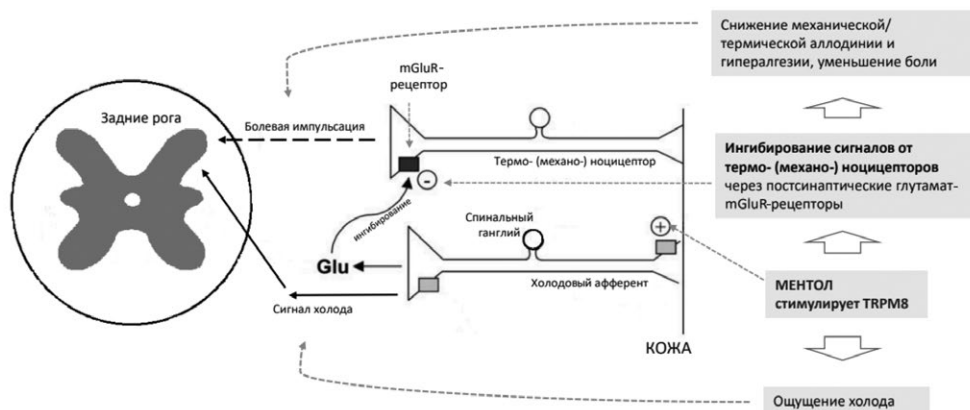 Снижение механической/
термической аллодинии и
гипералгезии, уменьшение боли
mGluR-
рецептор
Задние рога
Болевая импульсация
Термо- (механо-) ноцицептор
Ингибирование сигналов от
термо- (механо-) ноцицепторов
через постсинаптические глутамат-
mGluR-рецепторы
-
ингибирование
Спинальный
ганглий
+
Glu
Холодовый афферент
МЕНТОЛ
стимулирует TRPM8
Сигнал холода
КОЖА
Ощущение холода